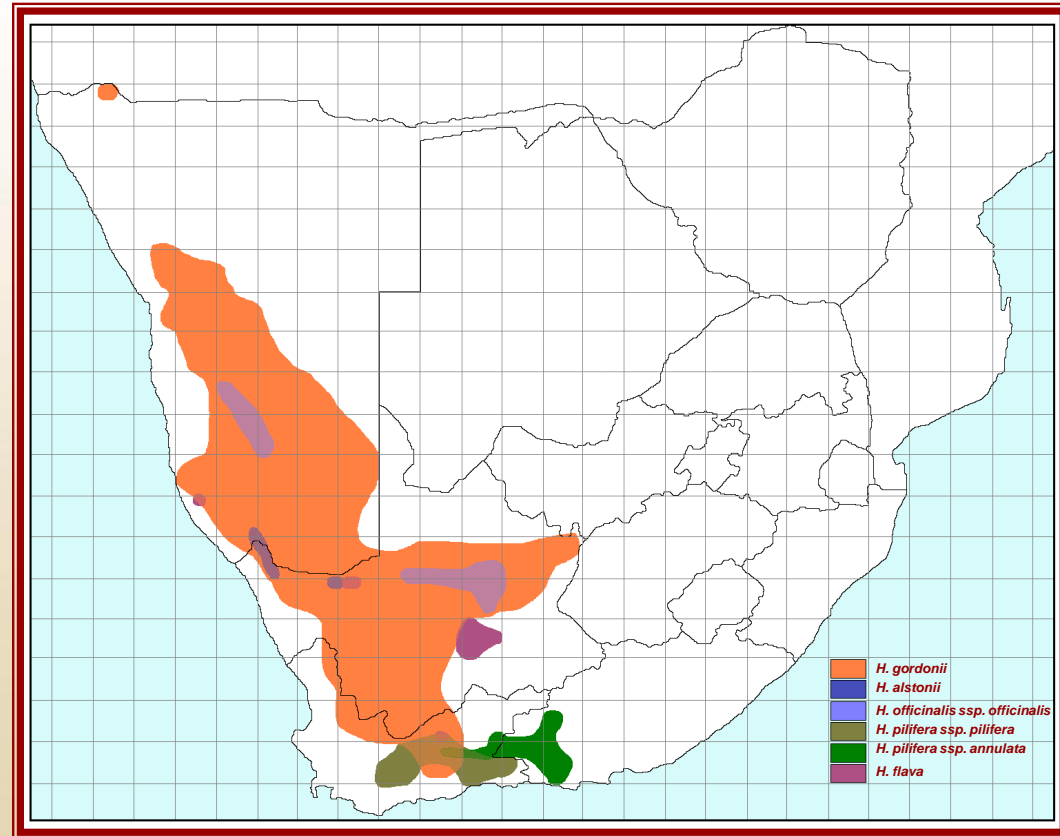 H. gordonii
H. alstonii
H. officinalis ssp. officinalis
H. pilifera ssp. pilifera
H. pilifera ssp. annulata
H. flava